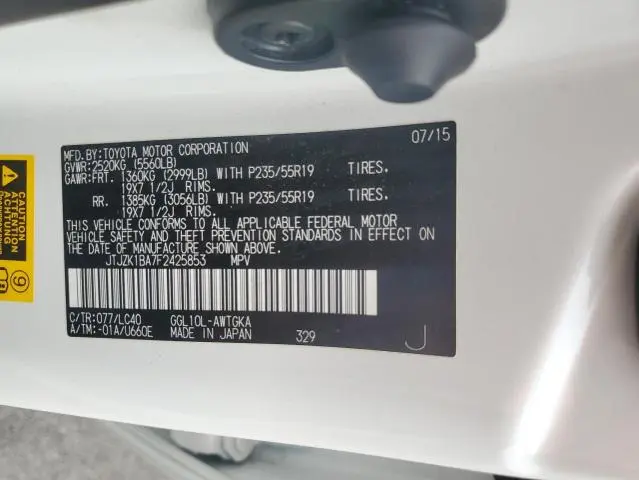 MFD.BY:TOYOTA MOTOR CORPORATION 07/15
GVWR:2520KG (5560LB)
GAWR:FRT. 1360KG (2999LB) WITH P235/55R19 TIRES.
19X7 1/2J RIMS.
RR. 1385KG (3056LB) WITH P235/55R19 TIRES.
19X7 1/2J RIMS.
THIS VEHICLE CONFORMS TO ALL APPLICABLE FEDERAL MOTOR
VEHICLE SAFETY AND THEFT PREVENTION STANDARDS IN EFFECT ON
THE DATE OF MANUFACTURE SHOWN ABOVE.
JTJZK1BA7F2425853 MPV
C/TR:077/LC40 GGL10L-AWTGKA
A/TM:-01A/U660E MADE IN JAPAN 329 J
CAUTION
ATTENTION
ACHTUNG
9